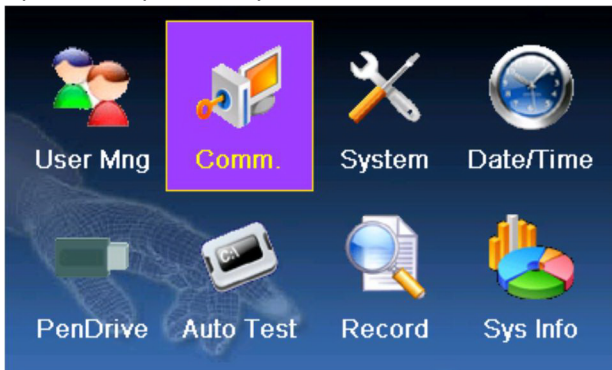 User Mng
Comm.
System
Date/Time
C:\
PenDrive
Auto Test
Record
Sys Info